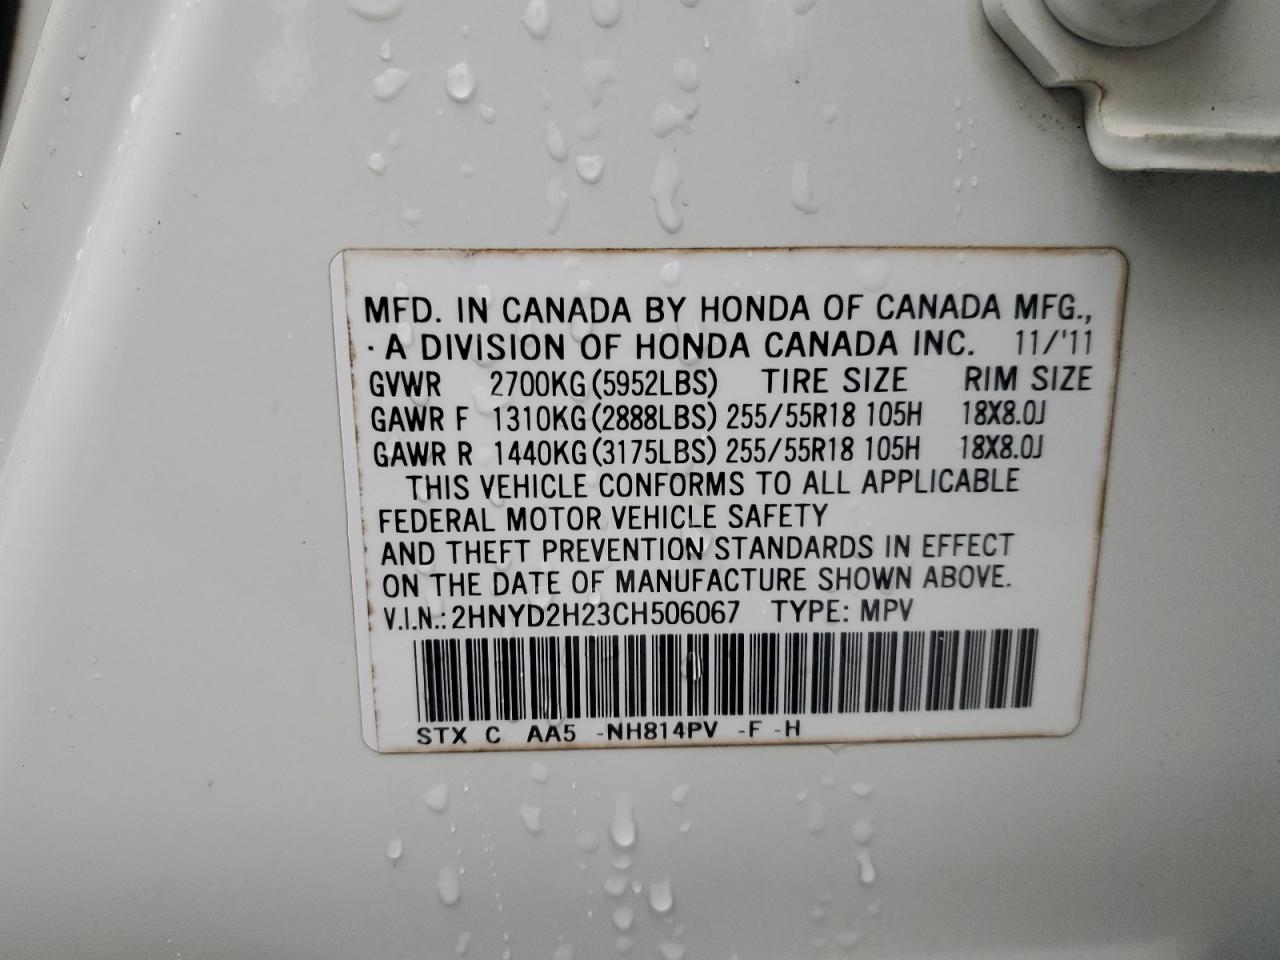 MFD. IN CANADA BY HONDA OF CANADA MFG.,
· A DIVISION OF HONDA CANADA INC. 11/'11
GVWR 2700KG(5952LBS) TIRE SIZE RIM SIZE
GAWR F 1310KG(2888LBS) 255/55R18 105H 18X8.0J
GAWR R 1440KG(3175LBS) 255/55R18 105H 18X8.0J
THIS VEHICLE CONFORMS TO ALL APPLICABLE
FEDERAL MOTOR VEHICLE SAFETY
AND THEFT PREVENTION STANDARDS IN EFFECT
ON THE DATE OF MANUFACTURE SHOWN ABOVE.
V.I.N.: 2HNYD2H23CH506067 TYPE: MPV
STX C AA5 -NH814PV -F -H